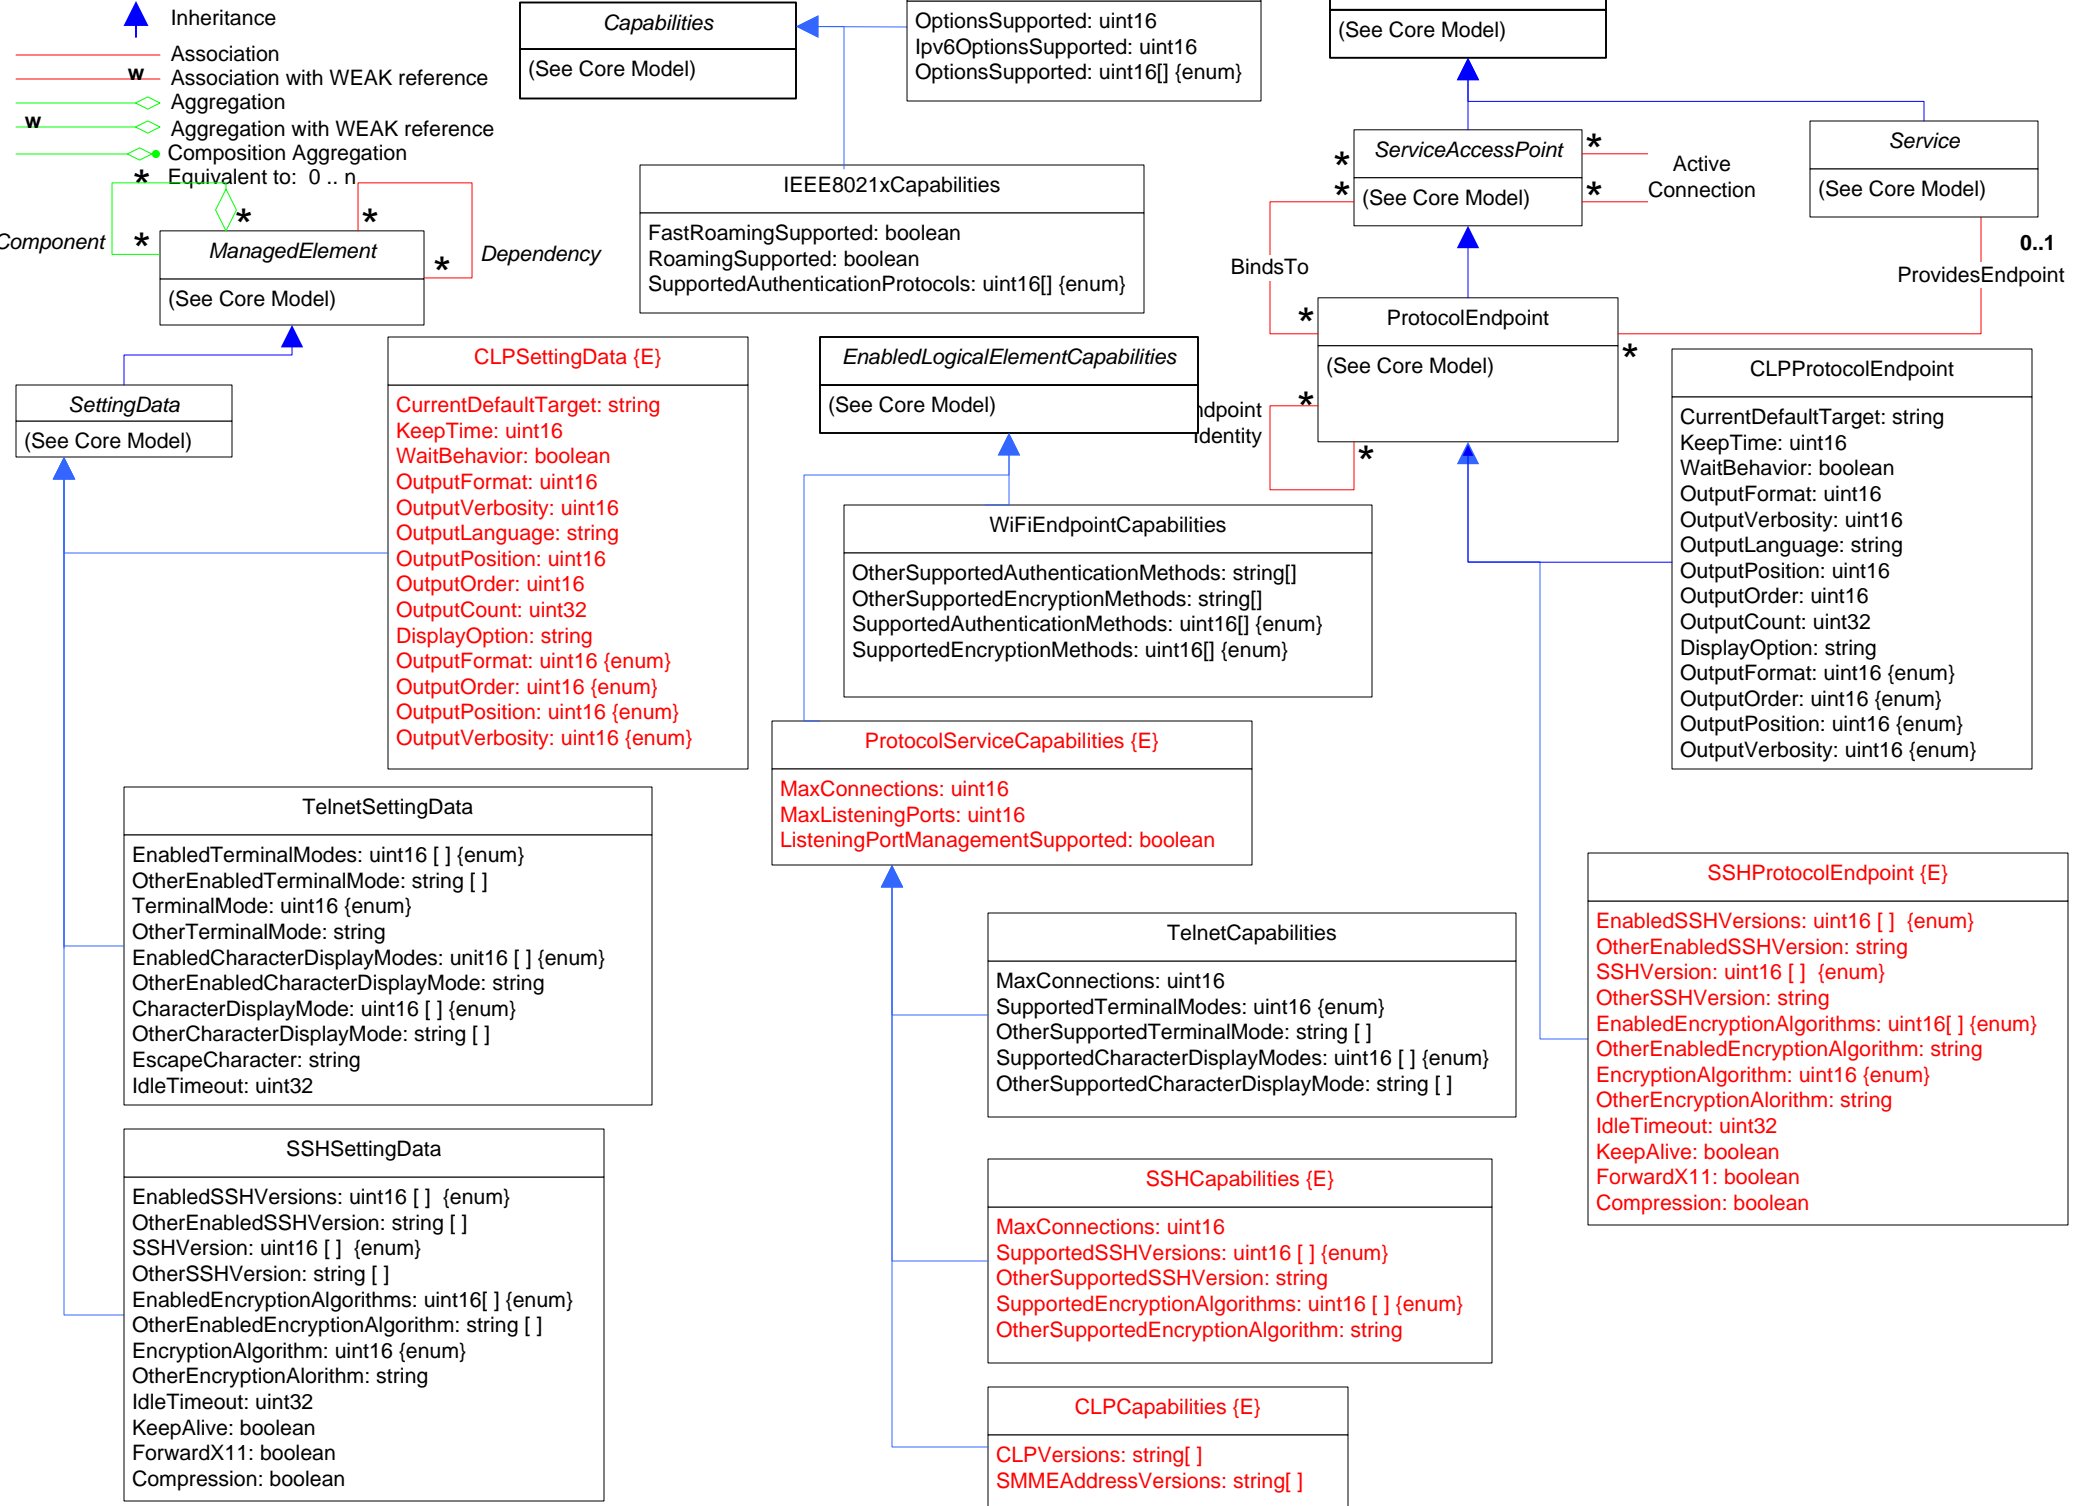 Inheritance
Association
w
Association with WEAK reference
Aggregation
w
Aggregation with WEAK reference
Composition Aggregation
* Equivalent to: 0 .. n
Component
*
*
*
*
Dependency
ManagedElement
(See Core Model)
SettingData
(See Core Model)
Capabilities
(See Core Model)
OptionsSupported: uint16
Ipv6OptionsSupported: uint16
OptionsSupported: uint16[] {enum}
IEEE8021xCapabilities
FastRoamingSupported: boolean
RoamingSupported: boolean
SupportedAuthenticationProtocols: uint16[] {enum}
(See Core Model)
ServiceAccessPoint
(See Core Model)
*
*
*
*
Active
Connection
Service
(See Core Model)
0..1
ProvidesEndpoint
BindsTo
*
ProtocolEndpoint
(See Core Model)
*
*
*
ndpoint
Identity
CLPSettingData {E}
CurrentDefaultTarget: string
KeepTime: uint16
WaitBehavior: boolean
OutputFormat: uint16
OutputVerbosity: uint16
OutputLanguage: string
OutputPosition: uint16
OutputOrder: uint16
OutputCount: uint32
DisplayOption: string
OutputFormat: uint16 {enum}
OutputOrder: uint16 {enum}
OutputPosition: uint16 {enum}
OutputVerbosity: uint16 {enum}
EnabledLogicalElementCapabilities
(See Core Model)
WiFiEndpointCapabilities
OtherSupportedAuthenticationMethods: string[]
OtherSupportedEncryptionMethods: string[]
SupportedAuthenticationMethods: uint16[] {enum}
SupportedEncryptionMethods: uint16[] {enum}
CLPProtocolEndpoint
CurrentDefaultTarget: string
KeepTime: uint16
WaitBehavior: boolean
OutputFormat: uint16
OutputVerbosity: uint16
OutputLanguage: string
OutputPosition: uint16
OutputOrder: uint16
OutputCount: uint32
DisplayOption: string
OutputFormat: uint16 {enum}
OutputOrder: uint16 {enum}
OutputPosition: uint16 {enum}
OutputVerbosity: uint16 {enum}
ProtocolServiceCapabilities {E}
MaxConnections: uint16
MaxListeningPorts: uint16
ListeningPortManagementSupported: boolean
TelnetSettingData
EnabledTerminalModes: uint16 [ ] {enum}
OtherEnabledTerminalMode: string [ ]
TerminalMode: uint16 {enum}
OtherTerminalMode: string
EnabledCharacterDisplayModes: unit16 [ ] {enum}
OtherEnabledCharacterDisplayMode: string
CharacterDisplayMode: uint16 [ ] {enum}
OtherCharacterDisplayMode: string [ ]
EscapeCharacter: string
IdleTimeout: uint32
TelnetCapabilities
MaxConnections: uint16
SupportedTerminalModes: uint16 {enum}
OtherSupportedTerminalMode: string [ ]
SupportedCharacterDisplayModes: uint16 [ ] {enum}
OtherSupportedCharacterDisplayMode: string [ ]
SSHProtocolEndpoint {E}
EnabledSSHVersions: uint16 [ ]  {enum}
OtherEnabledSSHVersion: string
SSHVersion: uint16 [ ]  {enum}
OtherSSHVersion: string
EnabledEncryptionAlgorithms: uint16[ ] {enum}
OtherEnabledEncryptionAlgorithm: string
EncryptionAlgorithm: uint16 {enum}
OtherEncryptionAlorithm: string
IdleTimeout: uint32
KeepAlive: boolean
ForwardX11: boolean
Compression: boolean
SSHSettingData
EnabledSSHVersions: uint16 [ ]  {enum}
OtherEnabledSSHVersion: string [ ]
SSHVersion: uint16 [ ]  {enum}
OtherSSHVersion: string [ ]
EnabledEncryptionAlgorithms: uint16[ ] {enum}
OtherEnabledEncryptionAlgorithm: string [ ]
EncryptionAlgorithm: uint16 {enum}
OtherEncryptionAlorithm: string
IdleTimeout: uint32
KeepAlive: boolean
ForwardX11: boolean
Compression: boolean
SSHCapabilities {E}
MaxConnections: uint16
SupportedSSHVersions: uint16 [ ] {enum}
OtherSupportedSSHVersion: string
SupportedEncryptionAlgorithms: uint16 [ ] {enum}
OtherSupportedEncryptionAlgorithm: string
CLPCapabilities {E}
CLPVersions: string[ ]
SMMEAddressVersions: string[ ]